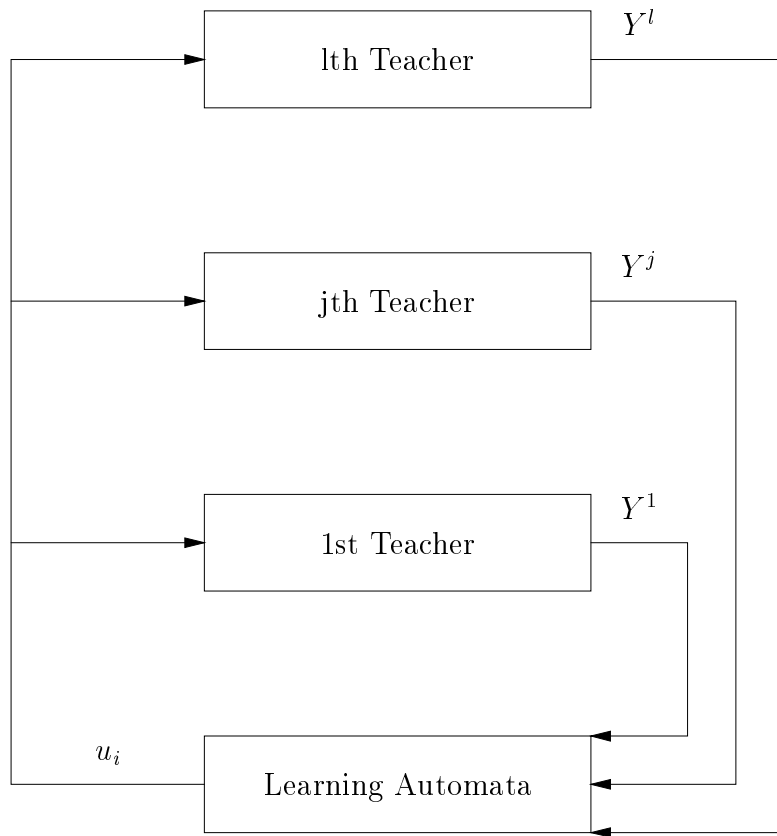 Y^l
lth Teacher
Y^j
jth Teacher
Y^1
1st Teacher
u_i
Learning Automata